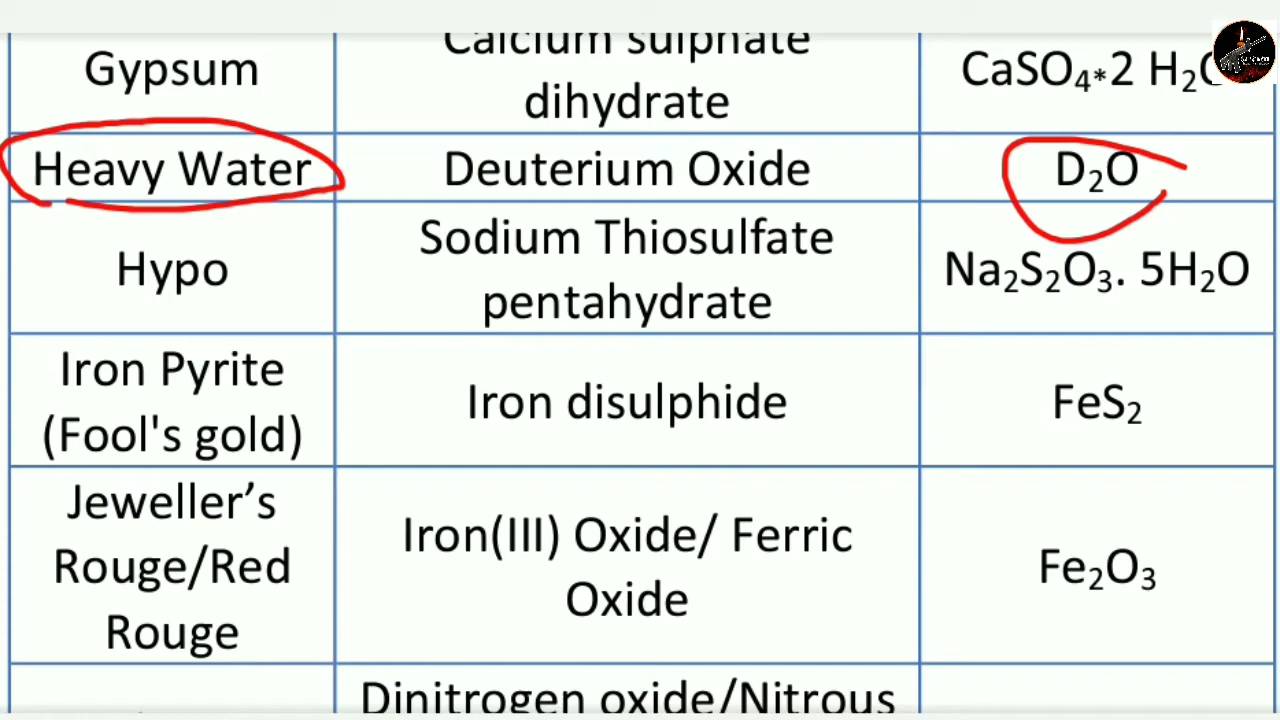 Gypsum
Calcium sulphate
dihydrate
CaSO₄*2 H₂O
Heavy Water
Deuterium Oxide
D₂O
Hypo
Sodium Thiosulfate
pentahydrate
Na₂S₂O₃. 5H₂O
Iron Pyrite
(Fool's gold)
Iron disulphide
FeS₂
Jeweller’s
Rouge/Red
Rouge
Iron(III) Oxide/ Ferric
Oxide
Fe₂O₃
Dinitrogen oxide/Nitrous